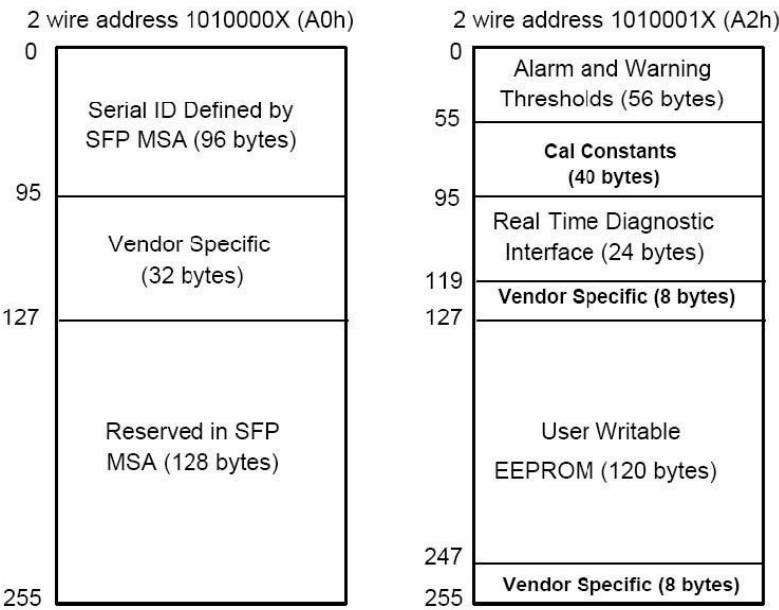 2 wire address 1010000X (A0h)
0
Serial ID Defined by
SFP MSA (96 bytes)
95
Vendor Specific
(32 bytes)
127
Reserved in SFP
MSA (128 bytes)
255
2 wire address 1010001X (A2h)
0
Alarm and Warning
Thresholds (56 bytes)
55
Cal Constants
(40 bytes)
95
Real Time Diagnostic
Interface (24 bytes)
119
Vendor Specific (8 bytes)
127
User Writable
EEPROM (120 bytes)
247
Vendor Specific (8 bytes)
255